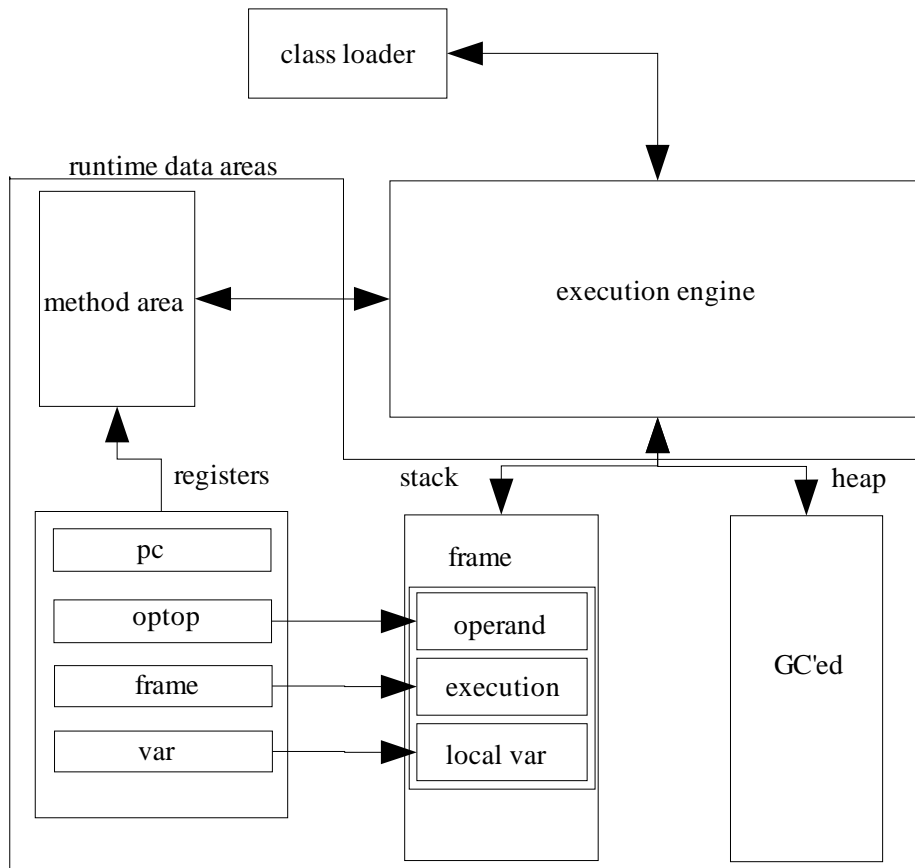 class loader
runtime data areas
method area
execution engine
registers
stack
heap
pc
optop
frame
var
frame
operand
execution
local var
GC'ed